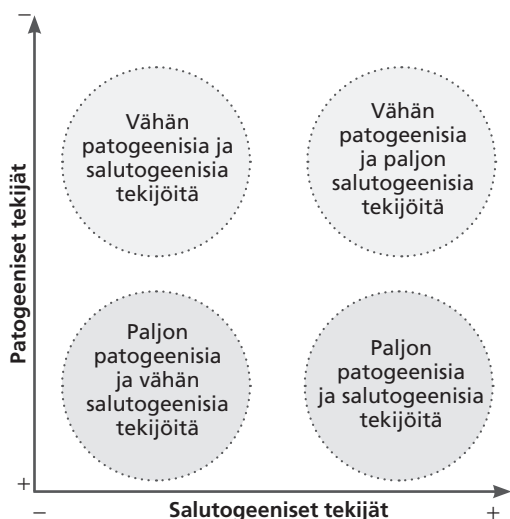 −
Patogeeniset tekijät
Vähän
patogeenisia ja
salutogeenisia
tekijöitä
Vähän
patogeenisia
ja paljon
salutogeenisia
tekijöitä
Paljon
patogeenisia
ja vähän
salutogeenisia
tekijöitä
Paljon
patogeenisia
ja salutogeenisia
tekijöitä
+
−
Salutogeeniset tekijät
+